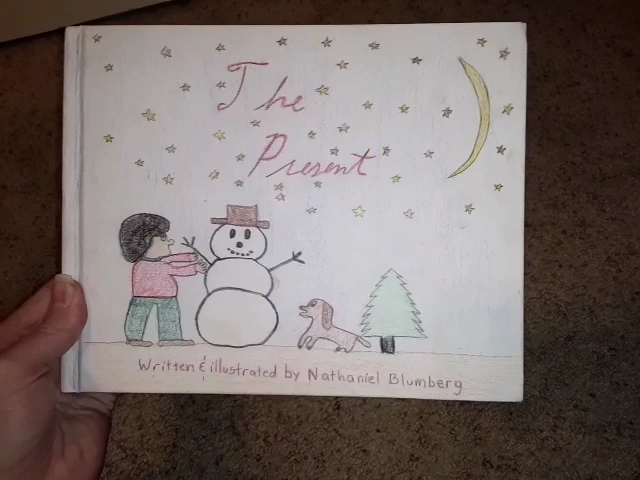 The
Present
Written & illustrated by Nathaniel Blumberg